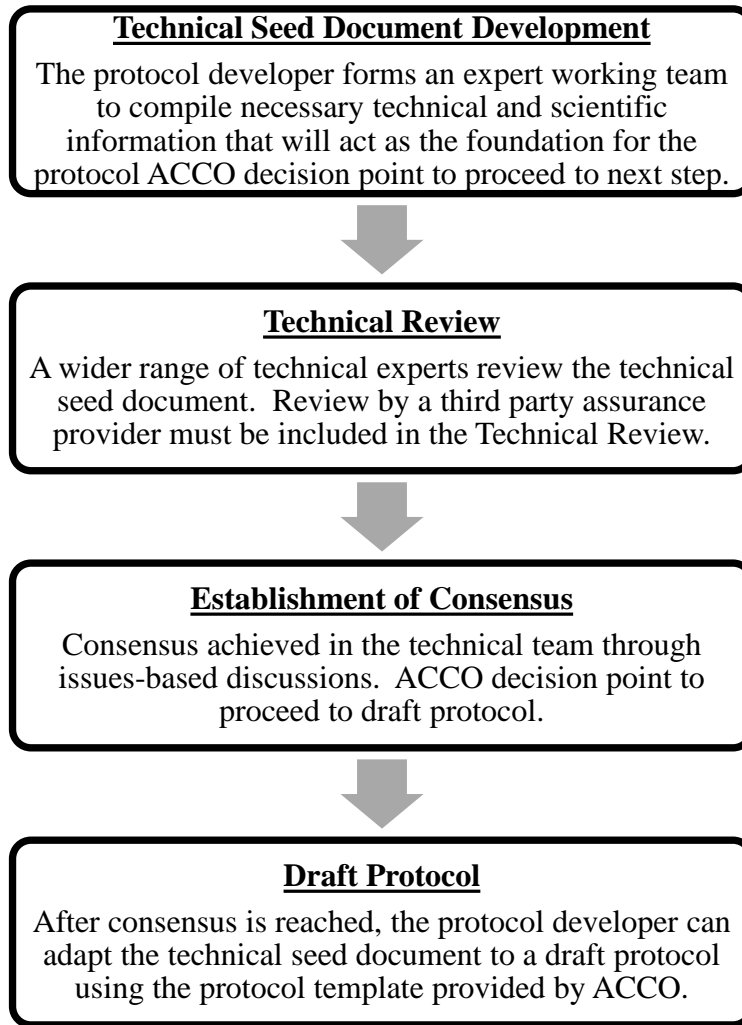 Technical Seed Document Development
The protocol developer forms an expert working team
to compile necessary technical and scientific
information that will act as the foundation for the
protocol ACCO decision point to proceed to next step.
Technical Review
A wider range of technical experts review the technical
seed document.  Review by a third party assurance
provider must be included in the Technical Review.
Establishment of Consensus
Consensus achieved in the technical team through
issues-based discussions.  ACCO decision point to
proceed to draft protocol.
Draft Protocol
After consensus is reached, the protocol developer can
adapt the technical seed document to a draft protocol
using the protocol template provided by ACCO.